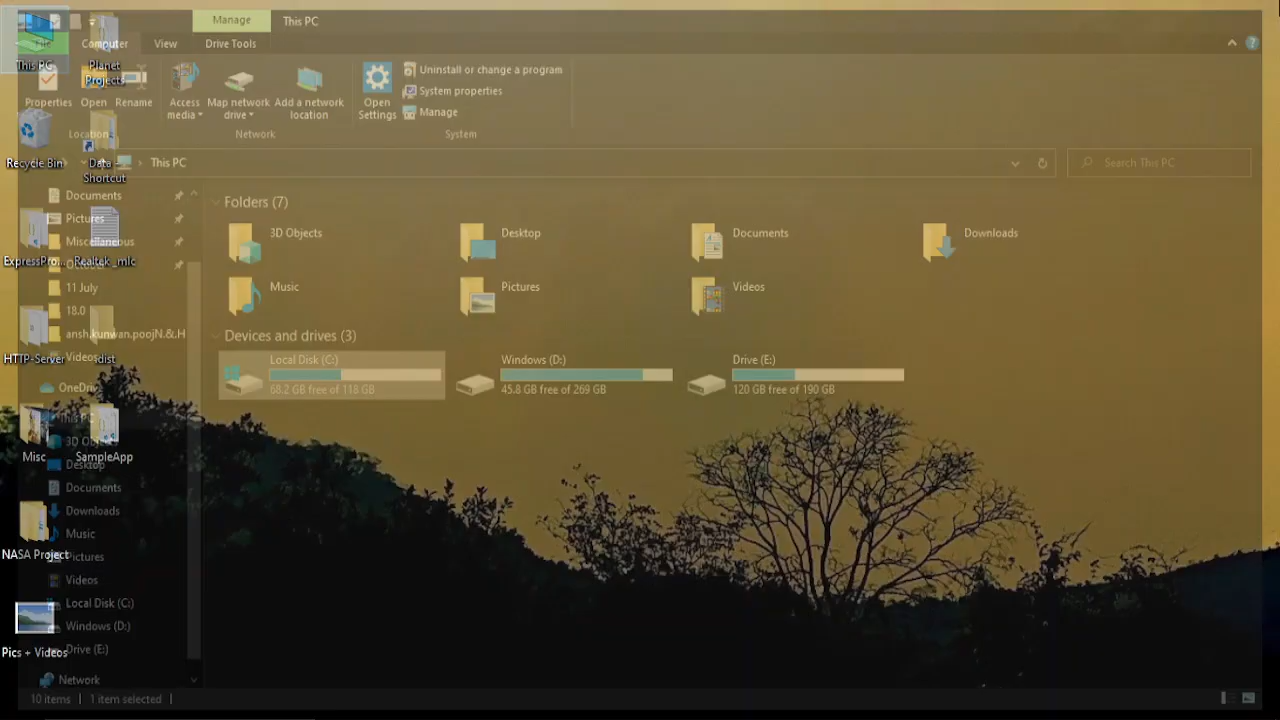 Manage
This PC
File
Computer
View
Drive Tools
Properties
Open
Rename
Access
media
Map network
drive
Add a network
location
Open
Settings
Uninstall or change a program
System properties
Manage
Location
Network
System
This PC
Search This PC
Documents
Pictures
Miscellaneous
11 July
18.0
Videos
This PC
Desktop
Documents
Downloads
Music
Pictures
Videos
Local Disk (C:)
Windows (D:)
Drive (E:)
Network
Folders (7)
3D Objects
Desktop
Documents
Downloads
Music
Pictures
Videos
Devices and drives (3)
Local Disk (C:)
68.2 GB free of 118 GB
Windows (D:)
45.8 GB free of 269 GB
Drive (E:)
120 GB free of 190 GB
10 items
1 item selected
This PC
Planet
Projects
Recycle Bin
Data -
Shortcut
ExpressPro...
Realtek_mlc
HTTP-Server
dist
Misc
SampleApp
NASA Project
Pics + Videos